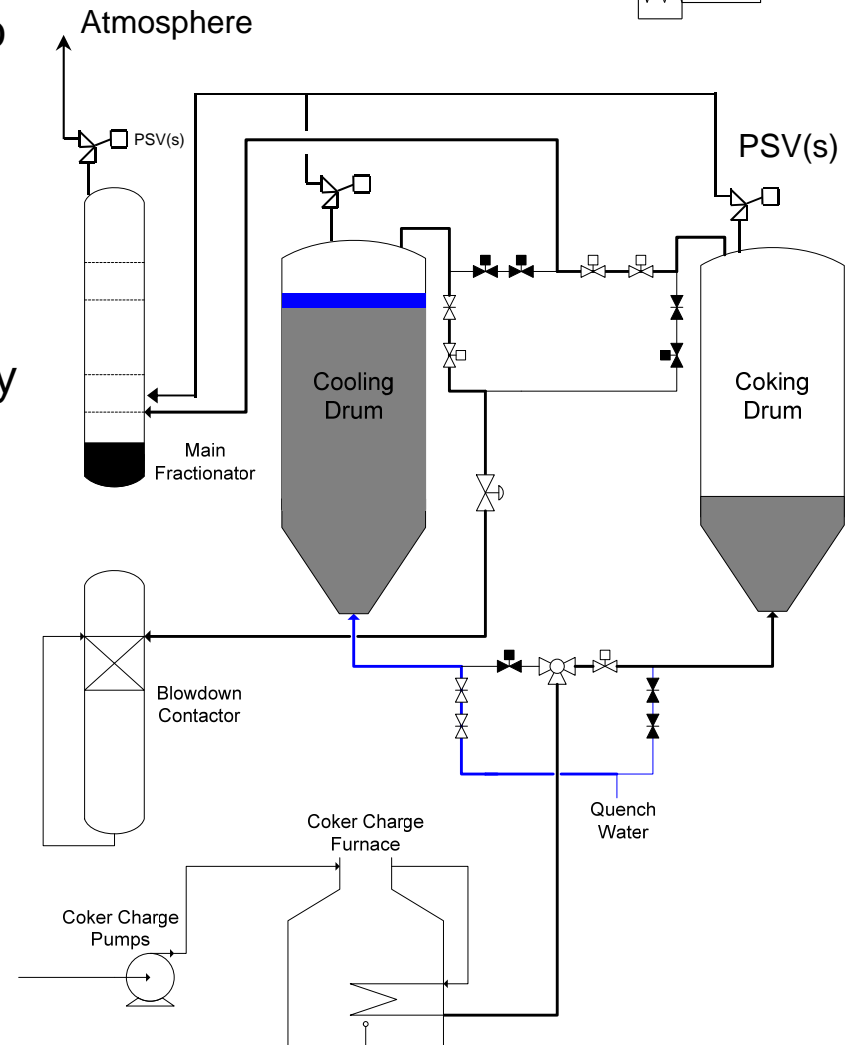 Atmosphere
PSV(s)
PSV(s)
Cooling
Drum
Coking
Drum
y
Main
Fractionator
Blowdown
Contactor
Quench
Water
Coker Charge
Furnace
Coker Charge
Pumps